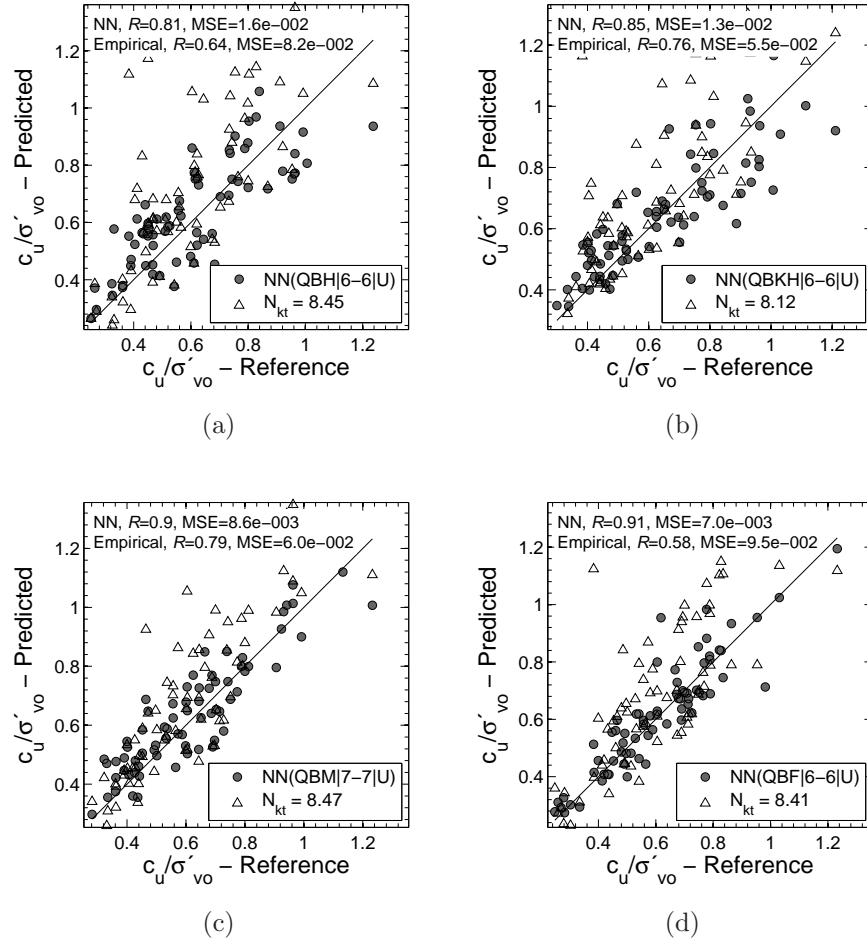 NN, R=0.81, MSE=1.6e−002
Empirical, R=0.64, MSE=8.2e−002
1.2
1
0.8
0.6
0.4
c_u/σ′_vo − Predicted
NN(QBH|6−6|U)
N_kt = 8.45
0.4 0.6 0.8 1 1.2
c_u/σ′_vo − Reference
(a)
NN, R=0.85, MSE=1.3e−002
Empirical, R=0.76, MSE=5.5e−002
1.2
1
0.8
0.6
0.4
c_u/σ′_vo − Predicted
NN(QBKH|6−6|U)
N_kt = 8.12
0.4 0.6 0.8 1 1.2
c_u/σ′_vo − Reference
(b)
NN, R=0.9, MSE=8.6e−003
Empirical, R=0.79, MSE=6.0e−002
1.2
1
0.8
0.6
0.4
c_u/σ′_vo − Predicted
NN(QBM|7−7|U)
N_kt = 8.47
0.4 0.6 0.8 1 1.2
c_u/σ′_vo − Reference
(c)
NN, R=0.91, MSE=7.0e−003
Empirical, R=0.58, MSE=9.5e−002
1.2
1
0.8
0.6
0.4
c_u/σ′_vo − Predicted
NN(QBF|6−6|U)
N_kt = 8.41
0.4 0.6 0.8 1 1.2
c_u/σ′_vo − Reference
(d)